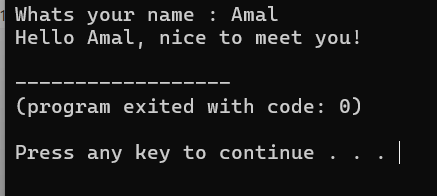 Whats your name : Amal
Hello Amal, nice to meet you!
------------------
(program exited with code: 0)
Press any key to continue . . .